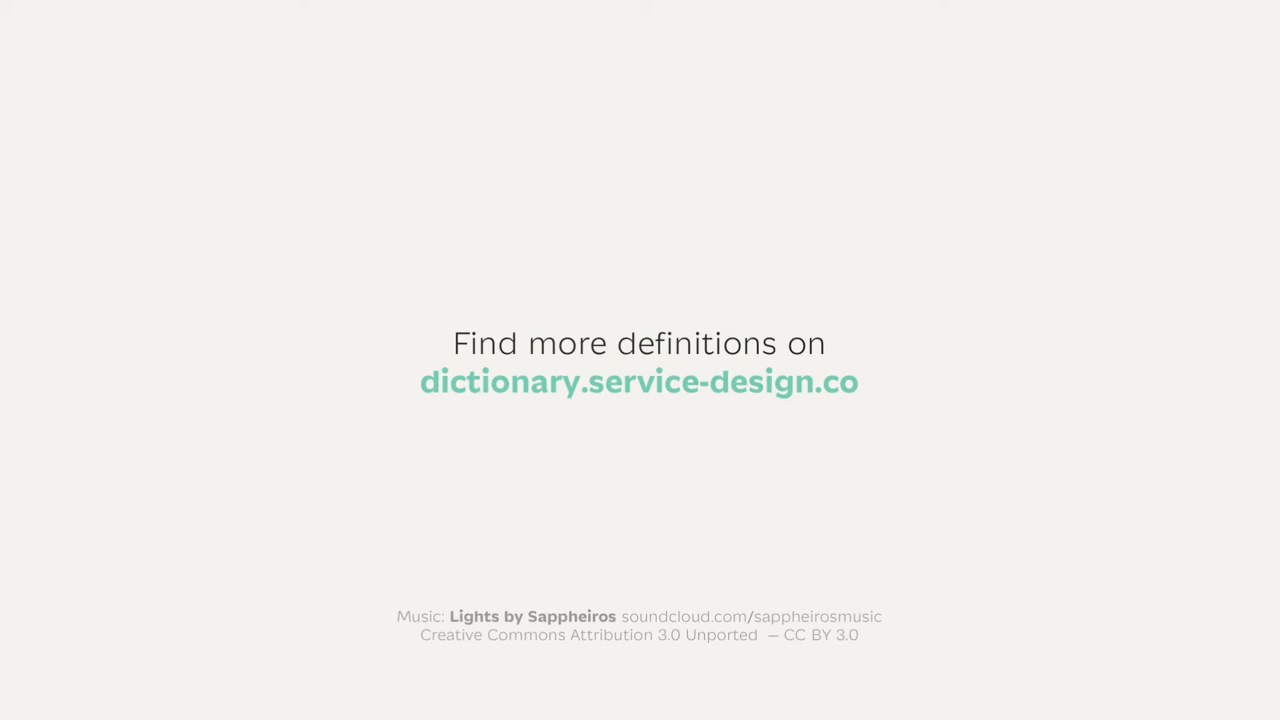 Find more definitions on
dictionary.service-design.co
Music: Lights by Sappheiros soundcloud.com/sappheirosmusic
Creative Commons Attribution 3.0 Unported — CC BY 3.0